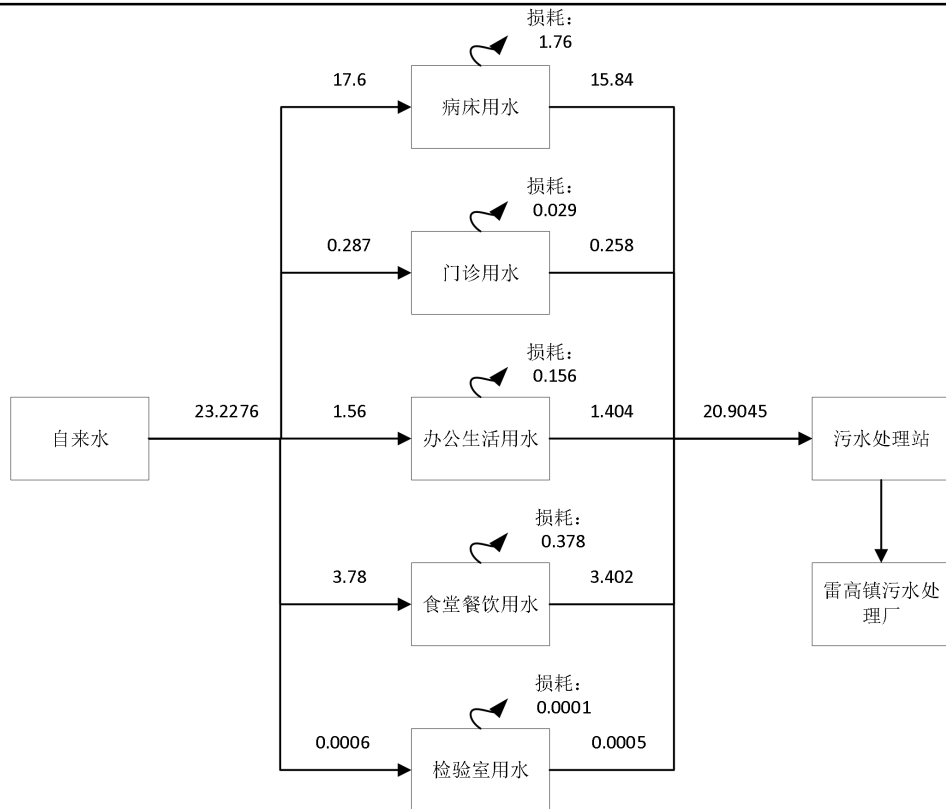 损耗：
1.76
17.6
病床用水
15.84
损耗：
0.029
0.287
门诊用水
0.258
损耗：
0.156
自来水
23.2276
1.56
办公生活用水
1.404
20.9045
污水处理站
损耗：
0.378
3.78
食堂餐饮用水
3.402
雷高镇污水处
理厂
损耗：
0.0001
0.0006
检验室用水
0.0005